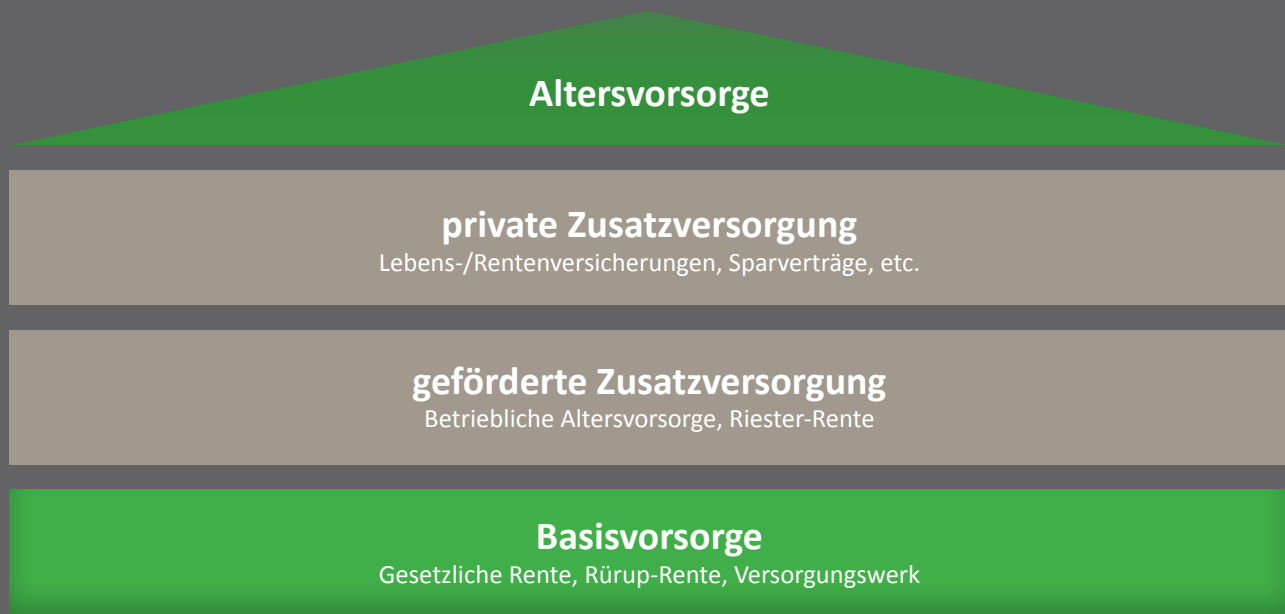 Altersvorsorge
private Zusatzversorgung
Lebens-/Rentenversicherungen, Sparverträge, etc.
geförderte Zusatzversorgung
Betriebliche Altersvorsorge, Riester-Rente
Basisvorsorge
Gesetzliche Rente, Rürup-Rente, Versorgungswerk